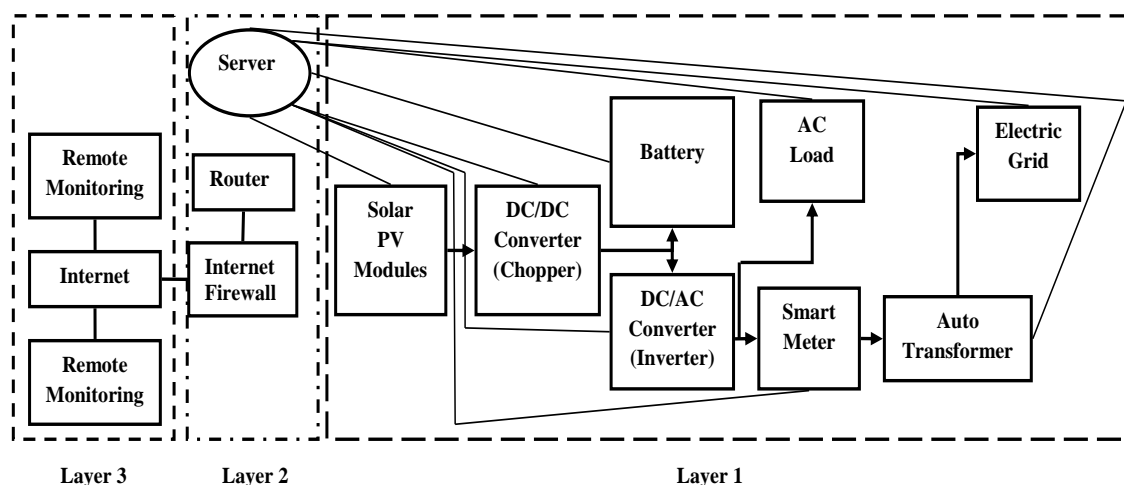 Server
Remote
Monitoring
Internet
Remote
Monitoring
Router
Internet
Firewall
Solar
PV
Modules
DC/DC
Converter
(Chopper)
Battery
DC/AC
Converter
(Inverter)
AC
Load
Smart
Meter
Electric
Grid
Auto
Transformer
Layer 3
Layer 2
Layer 1